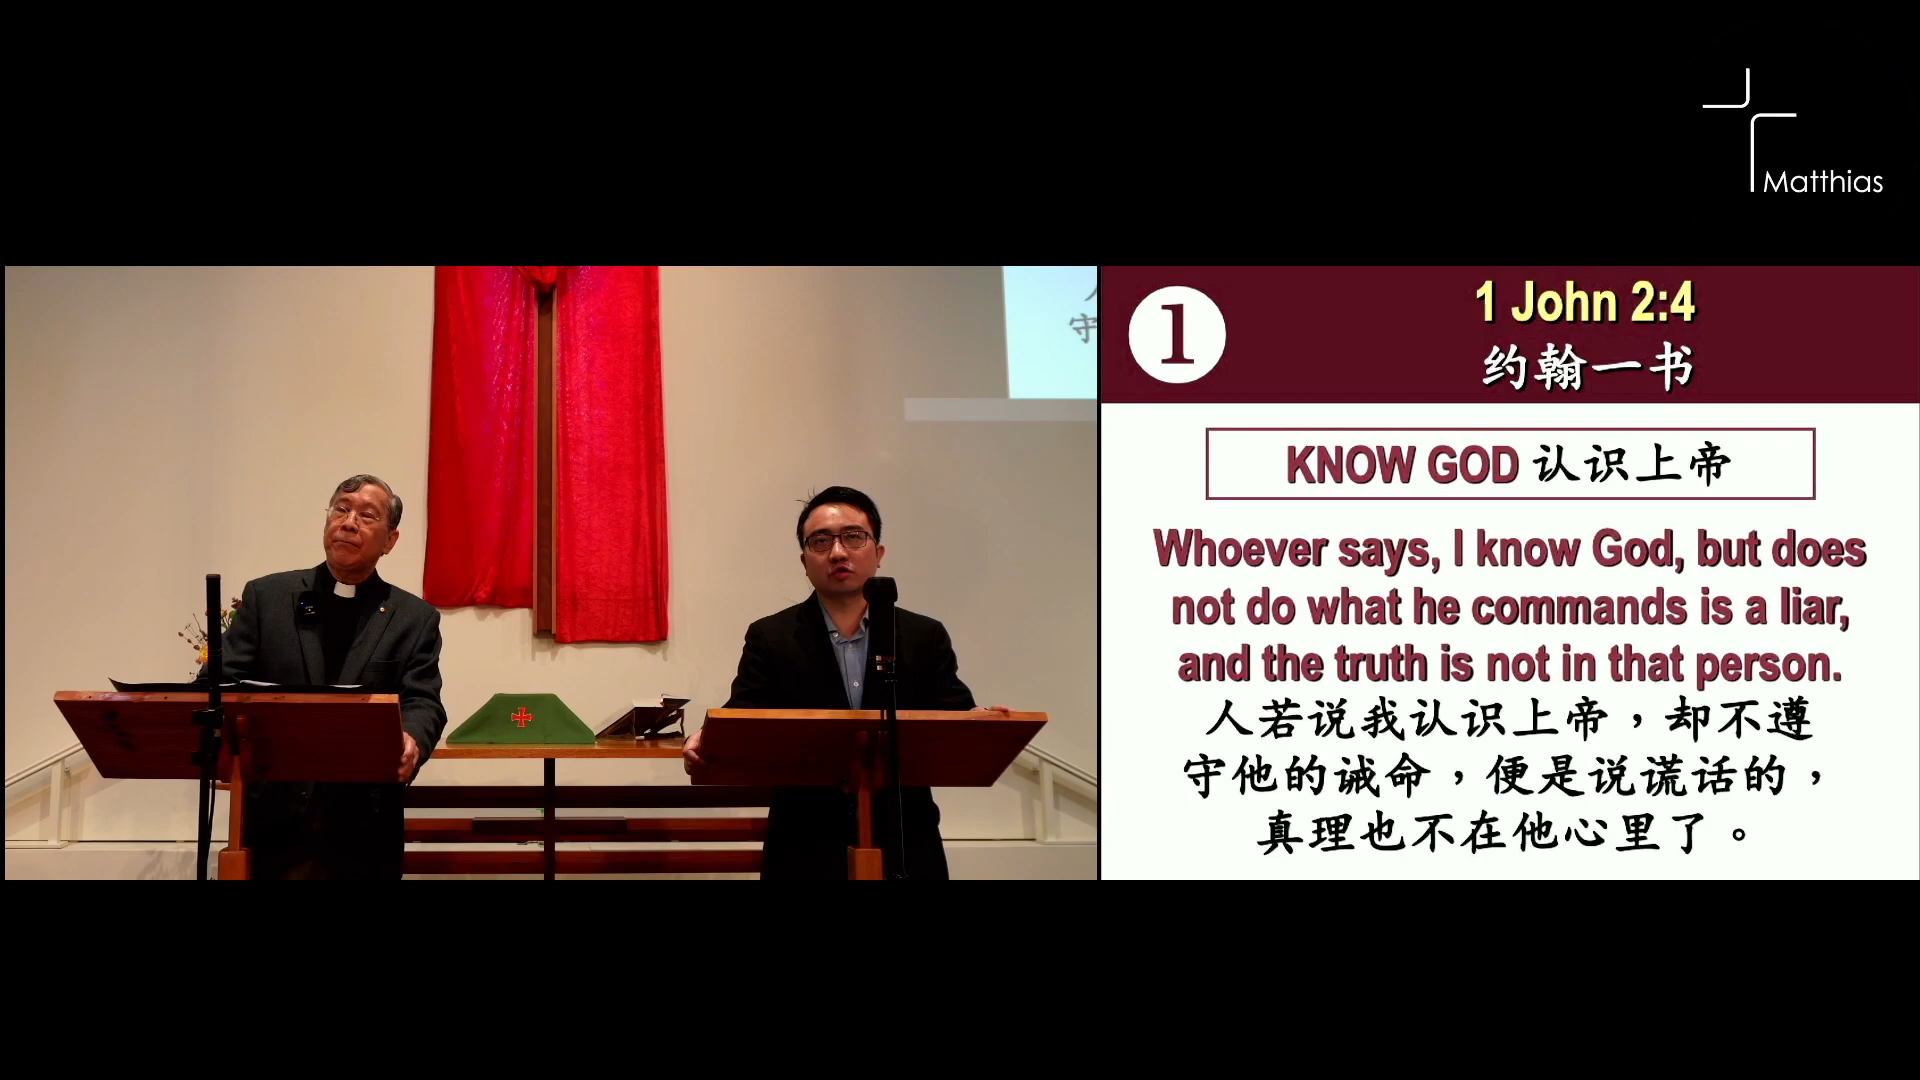 Matthias
守
1
1 John 2:4
约翰一书
KNOW GOD 认识上帝
Whoever says, I know God, but does
not do what he commands is a liar,
and the truth is not in that person.
人若说我认识上帝，却不遵
守他的诫命，便是说谎话的，
真理也不在他心里了。